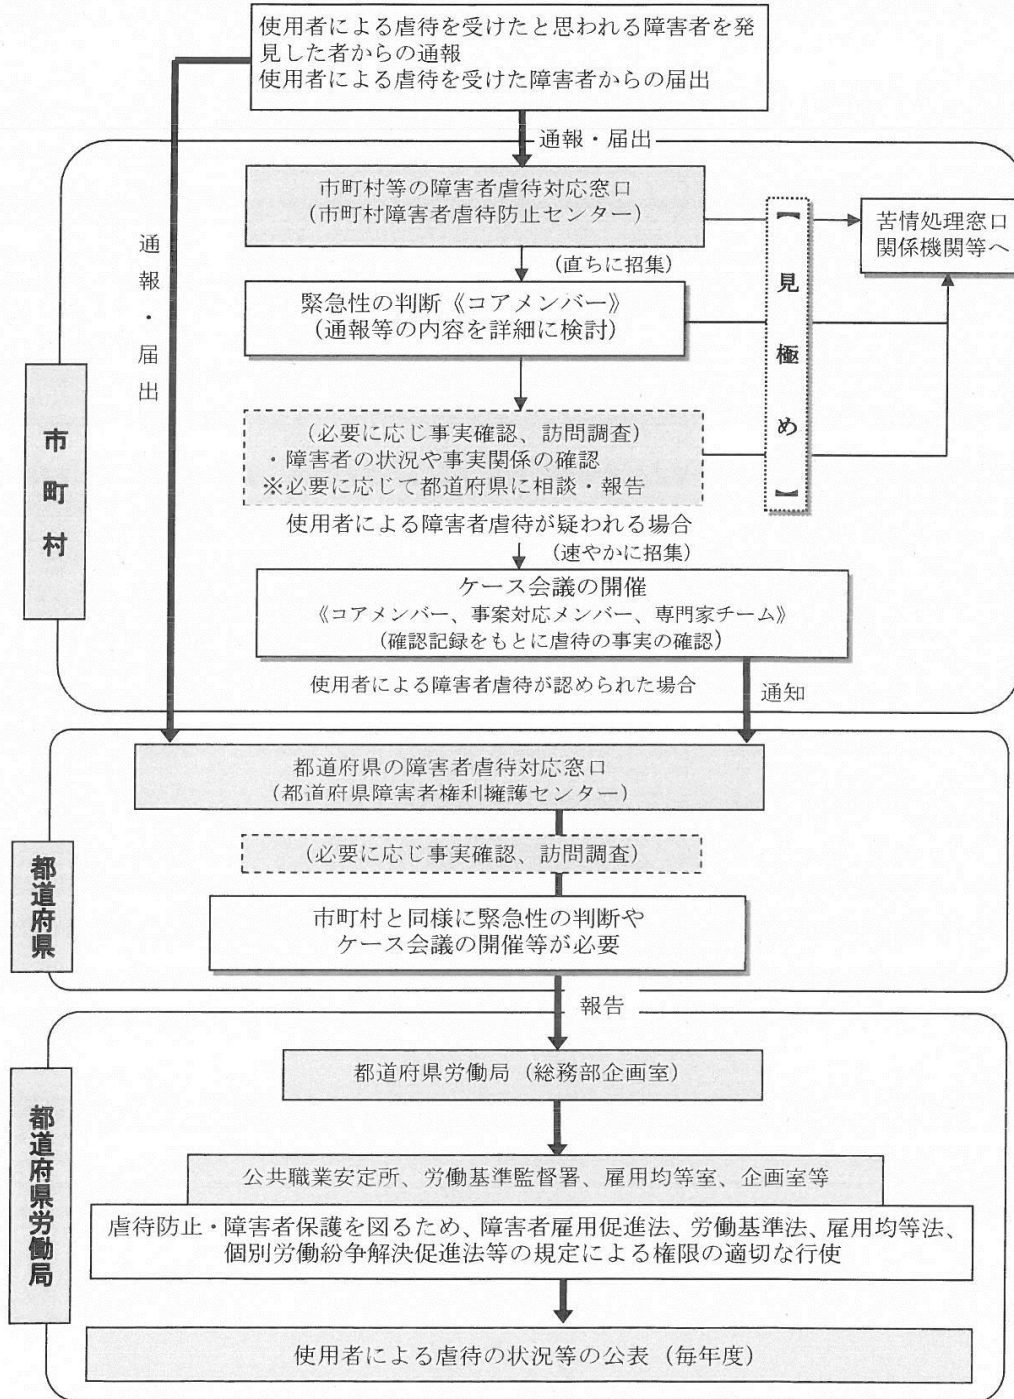 使用者による虐待を受けたと思われる障害者を発
見した者からの通報
使用者による虐待を受けた障害者からの届出
通報・届出
通報・届出
市町村等の障害者虐待対応窓口
(市町村障害者虐待防止センター)
(直ちに招集)
苦情処理窓口
関係機関等へ
【見極め】
緊急性の判断《コアメンバー》
(通報等の内容を詳細に検討)
市町村
(必要に応じ事実確認、訪問調査)
・障害者の状況や事実関係の確認
※必要に応じて都道府県に相談・報告
使用者による障害者虐待が疑われる場合
(速やかに招集)
ケース会議の開催
《コアメンバー、事案対応メンバー、専門家チーム》
(確認記録をもとに虐待の事実の確認)
使用者による障害者虐待が認められた場合
通知
都道府県
都道府県の障害者虐待対応窓口
(都道府県障害者権利擁護センター)
(必要に応じ事実確認、訪問調査)
市町村と同様に緊急性の判断や
ケース会議の開催等が必要
報告
都道府県労働局
都道府県労働局(総務部企画室)
公共職業安定所、労働基準監督署、雇用均等室、企画室等
虐待防止・障害者保護を図るため、障害者雇用促進法、労働基準法、雇用均等法、
個別労働紛争解決促進法等の規定による権限の適切な行使
使用者による虐待の状況等の公表(毎年度)